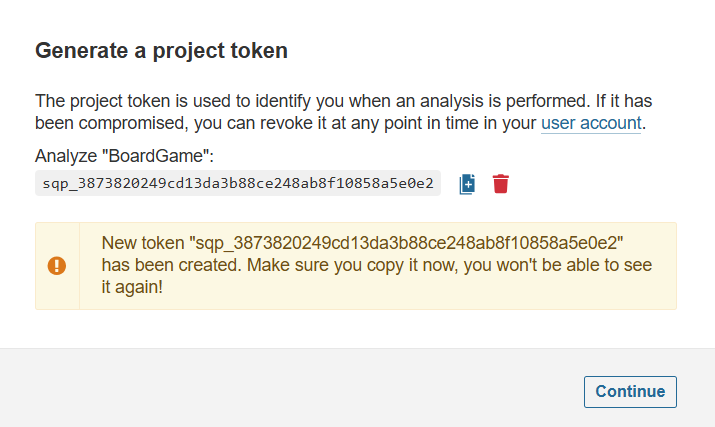 Generate a project token
The project token is used to identify you when an analysis is performed. If it has
been compromised, you can revoke it at any point in time in your user account.
Analyze "BoardGame":
sqp_3873820249cd13da3b88ce248ab8f10858a5e0e2
New token "sqp_3873820249cd13da3b88ce248ab8f10858a5e0e2"
has been created. Make sure you copy it now, you won't be able to see
it again!
Continue